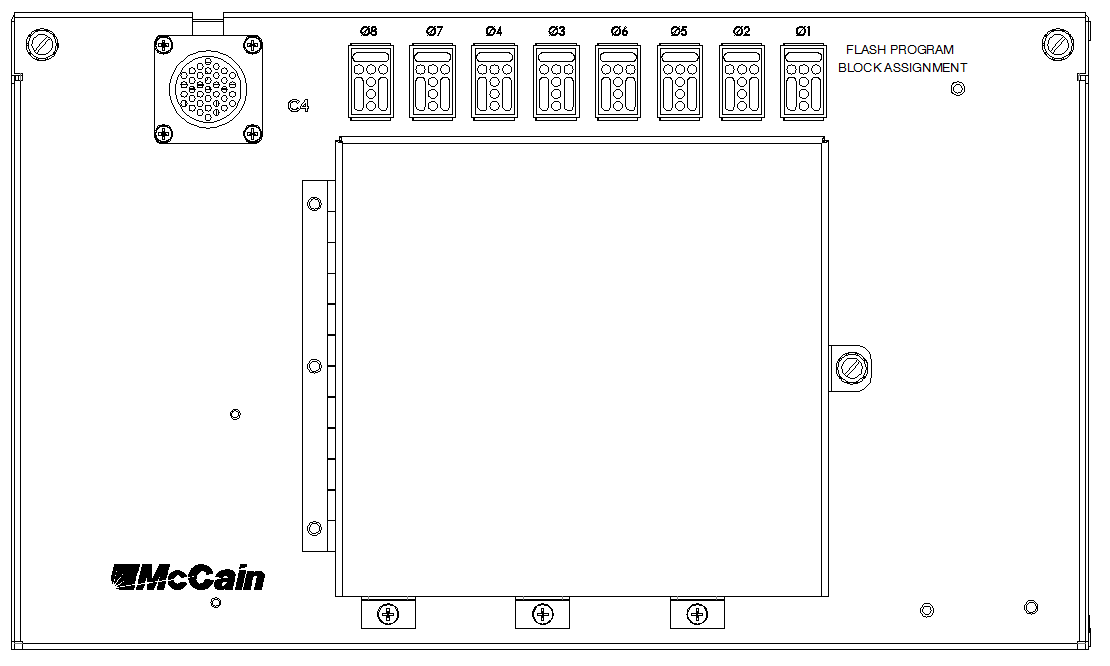 Ø8 Ø7 Ø4 Ø3 Ø6 Ø5 Ø2 Ø1
FLASH PROGRAM
BLOCK ASSIGNMENT
C4
McCain